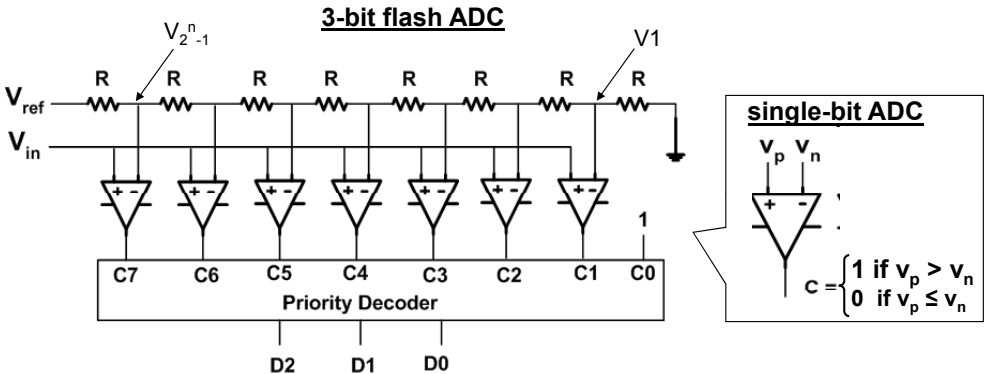 3-bit flash ADC
V₂ⁿ₋₁
V1
R R R R R R R R
Vref
Vin
+ - + - + - + - + - + - + -
1
C7 C6 C5 C4 C3 C2 C1 C0
Priority Decoder
D2 D1 D0
single-bit ADC
vp vn
+ -
C = { 1 if vp > vn
0 if vp ≤ vn